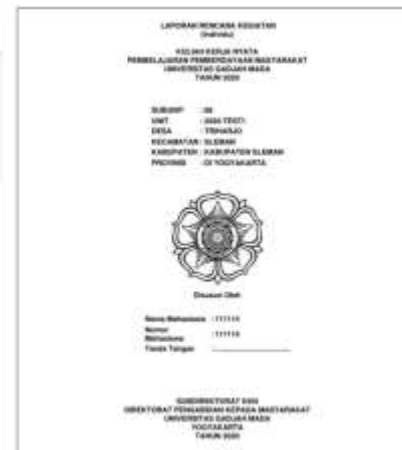 LAPORAN RENCANA KEGIATAN
(Individu)
KULIAH KERJA NYATA
PEMBELAJARAN PEMBERDAYAAN MASYARAKAT
UNIVERSITAS GADJAH MADA
TAHUN 2020
SUBUNIT :
UNIT : 2020-TEST1
DESA : TRIHARJO
KECAMATAN : SLEMAN
KABUPATEN : KABUPATEN SLEMAN
PROVINSI : DI YOGYAKARTA
Disusun Oleh
Nama Mahasiswa :
Nomor
Mahasiswa :
Tanda Tangan :
SUBDIREKTORAT KKN
DIREKTORAT PENGABDIAN KEPADA MASYARAKAT
UNIVERSITAS GADJAH MADA
YOGYAKARTA
TAHUN 2020